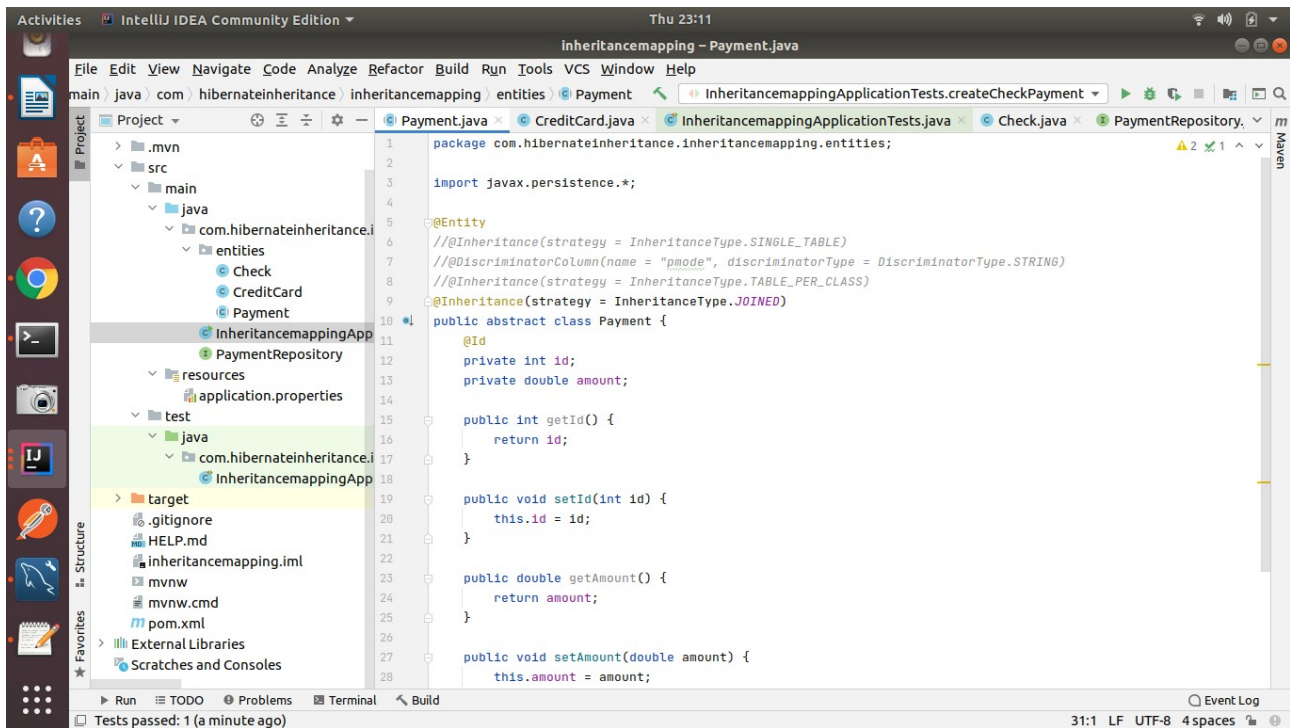 Activities IntelliJ IDEA Community Edition Thu 23:11
inheritancemapping – Payment.java
File Edit View Navigate Code Analyze Refactor Build Run Tools VCS Window Help
main java com hibernateinheritance inheritancemapping entities Payment InheritancemappingApplicationTests.createCheckPayment
Project Payment.java CreditCard.java InheritancemappingApplicationTests.java Check.java PaymentRepository.
Project
Maven
.mvn
src
main
java
com.hibernateinheritance.i
entities
Check
CreditCard
Payment
InheritancemappingApp
PaymentRepository
resources
application.properties
test
java
com.hibernateinheritance.i
InheritancemappingApp
target
.gitignore
HELP.md
inheritancemapping.iml
mvnw
mvnw.cmd
pom.xml
External Libraries
Scratches and Consoles
Structure
Favorites
2 1
1 package com.hibernateinheritance.inheritancemapping.entities;
2
3 import javax.persistence.*;
4
5 @Entity
6 //@Inheritance(strategy = InheritanceType.SINGLE_TABLE)
7 //@DiscriminatorColumn(name = "pmode", discriminatorType = DiscriminatorType.STRING)
8 //@Inheritance(strategy = InheritanceType.TABLE_PER_CLASS)
9 @Inheritance(strategy = InheritanceType.JOINED)
10 public abstract class Payment {
11 @Id
12 private int id;
13 private double amount;
14
15 public int getId() {
16 return id;
17 }
18
19 public void setId(int id) {
20 this.id = id;
21 }
22
23 public double getAmount() {
24 return amount;
25 }
26
27 public void setAmount(double amount) {
28 this.amount = amount;
Run TODO Problems Terminal Build Event Log
Tests passed: 1 (a minute ago) 31:1 LF UTF-8 4 spaces